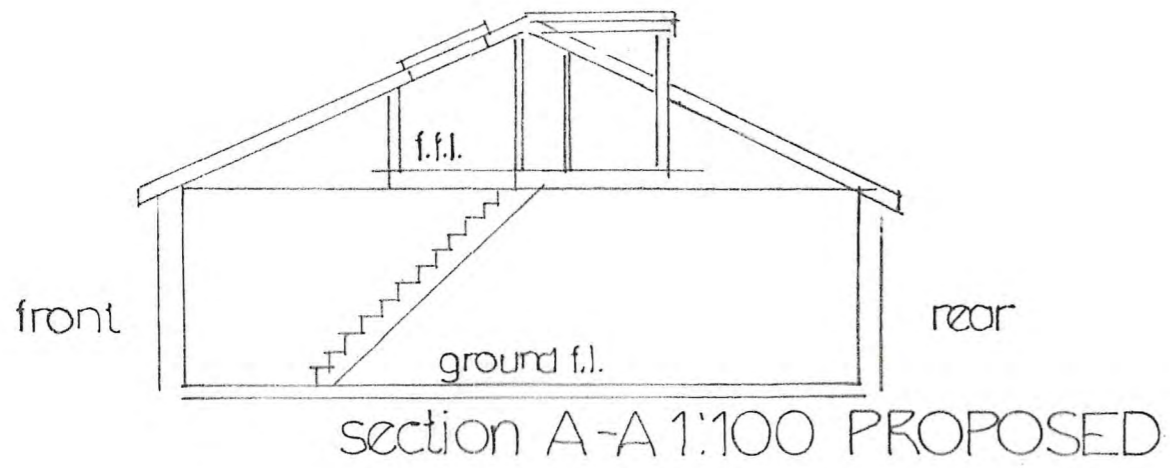 f.f.l.
front
rear
ground f.l.
section A-A 1:100 PROPOSED